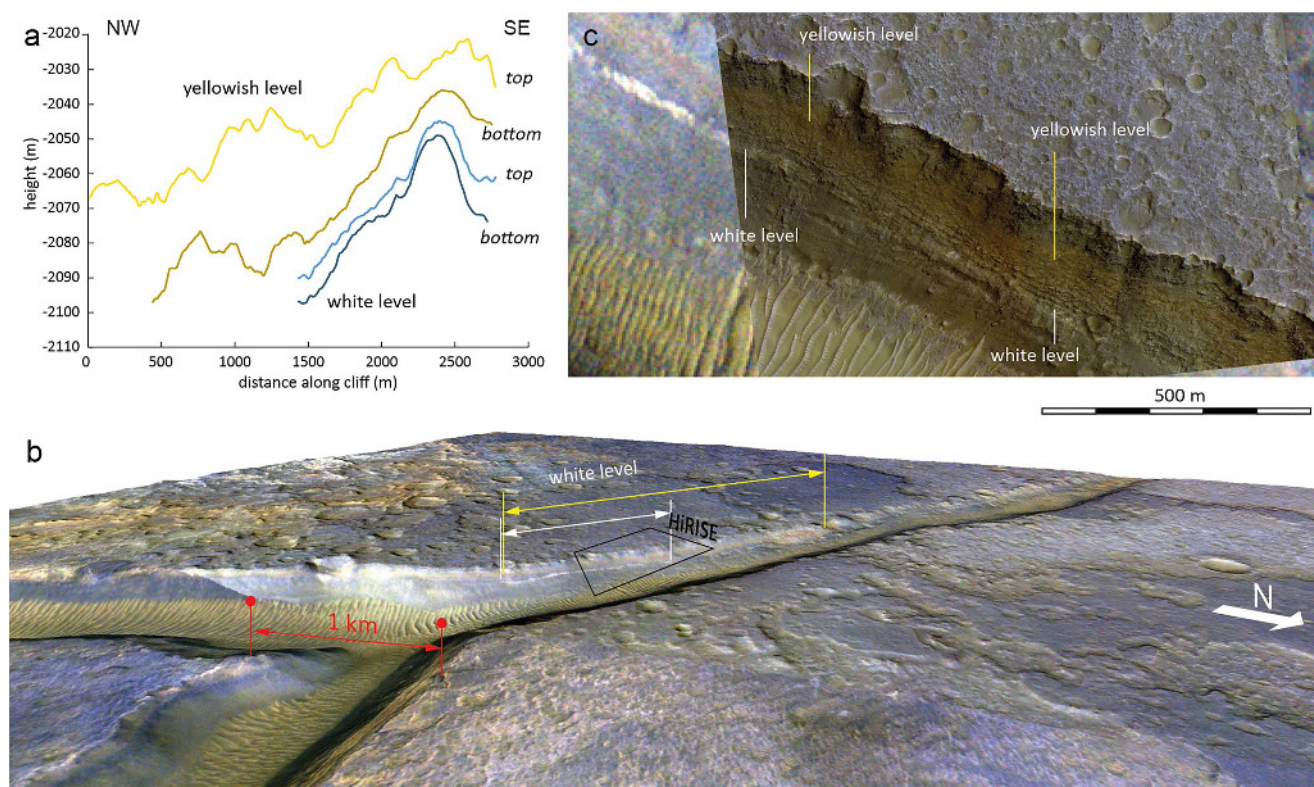 a
NW
SE
-2020
-2030
-2040
-2050
-2060
-2070
-2080
-2090
-2100
-2110
height (m)
0
500
1000
1500
2000
2500
3000
distance along cliff (m)
yellowish level
top
bottom
top
bottom
white level
c
yellowish level
yellowish level
white level
white level
500 m
b
white level
HiRISE
1 km
N